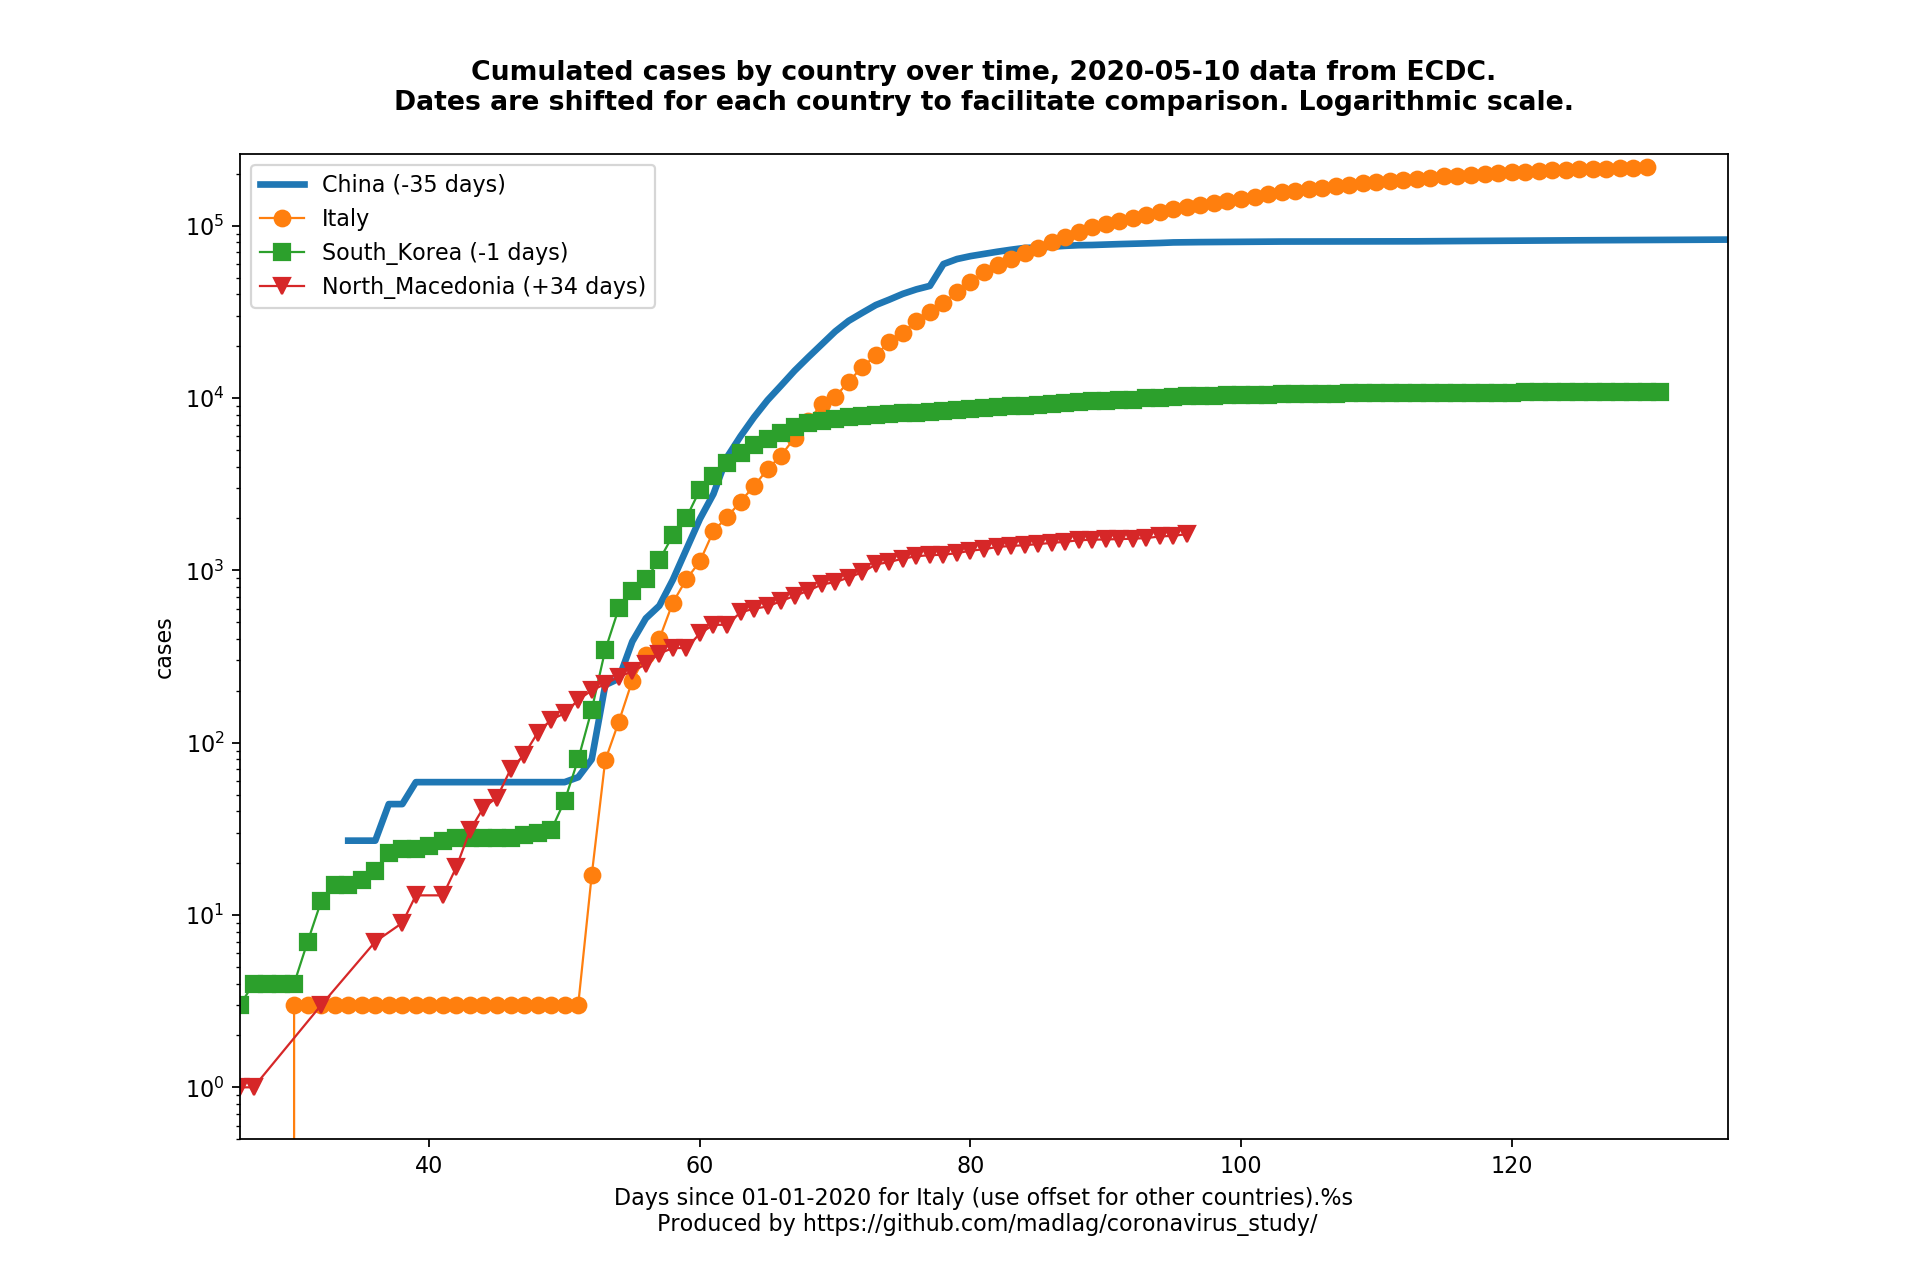 Cumulated cases by country over time, 2020-05-10 data from ECDC.
Dates are shifted for each country to facilitate comparison. Logarithmic scale.
China (-35 days)
Italy
South_Korea (-1 days)
North_Macedonia (+34 days)
10^5
10^4
10^3
10^2
10^1
10^0
cases
40 60 80 100 120
Days since 01-01-2020 for Italy (use offset for other countries).%s
Produced by https://github.com/madlag/coronavirus_study/